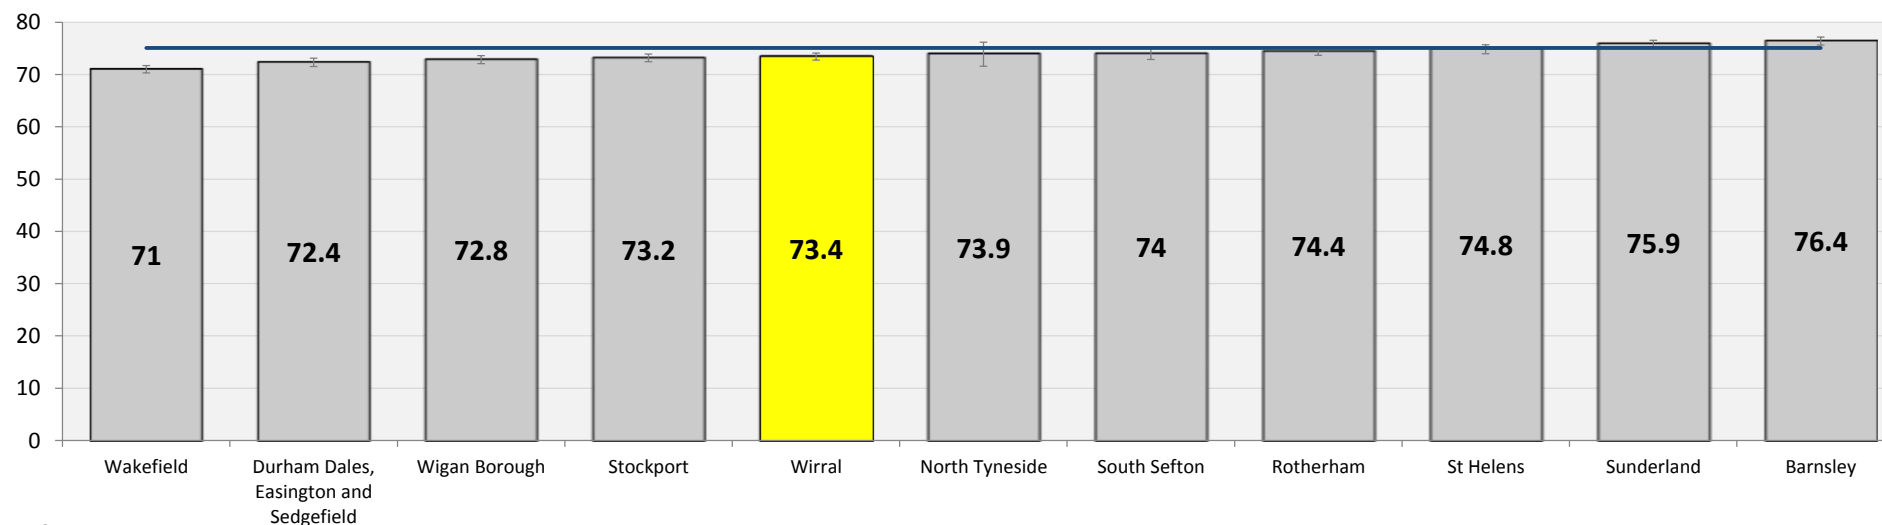 80
70
60
50
40
30
20
10
0
71
72.4
72.8
73.2
73.4
73.9
74
74.4
74.8
75.9
76.4
Wakefield
Durham Dales,
Easington and
Sedgefield
Wigan Borough
Stockport
Wirral
North Tyneside
South Sefton
Rotherham
St Helens
Sunderland
Barnsley